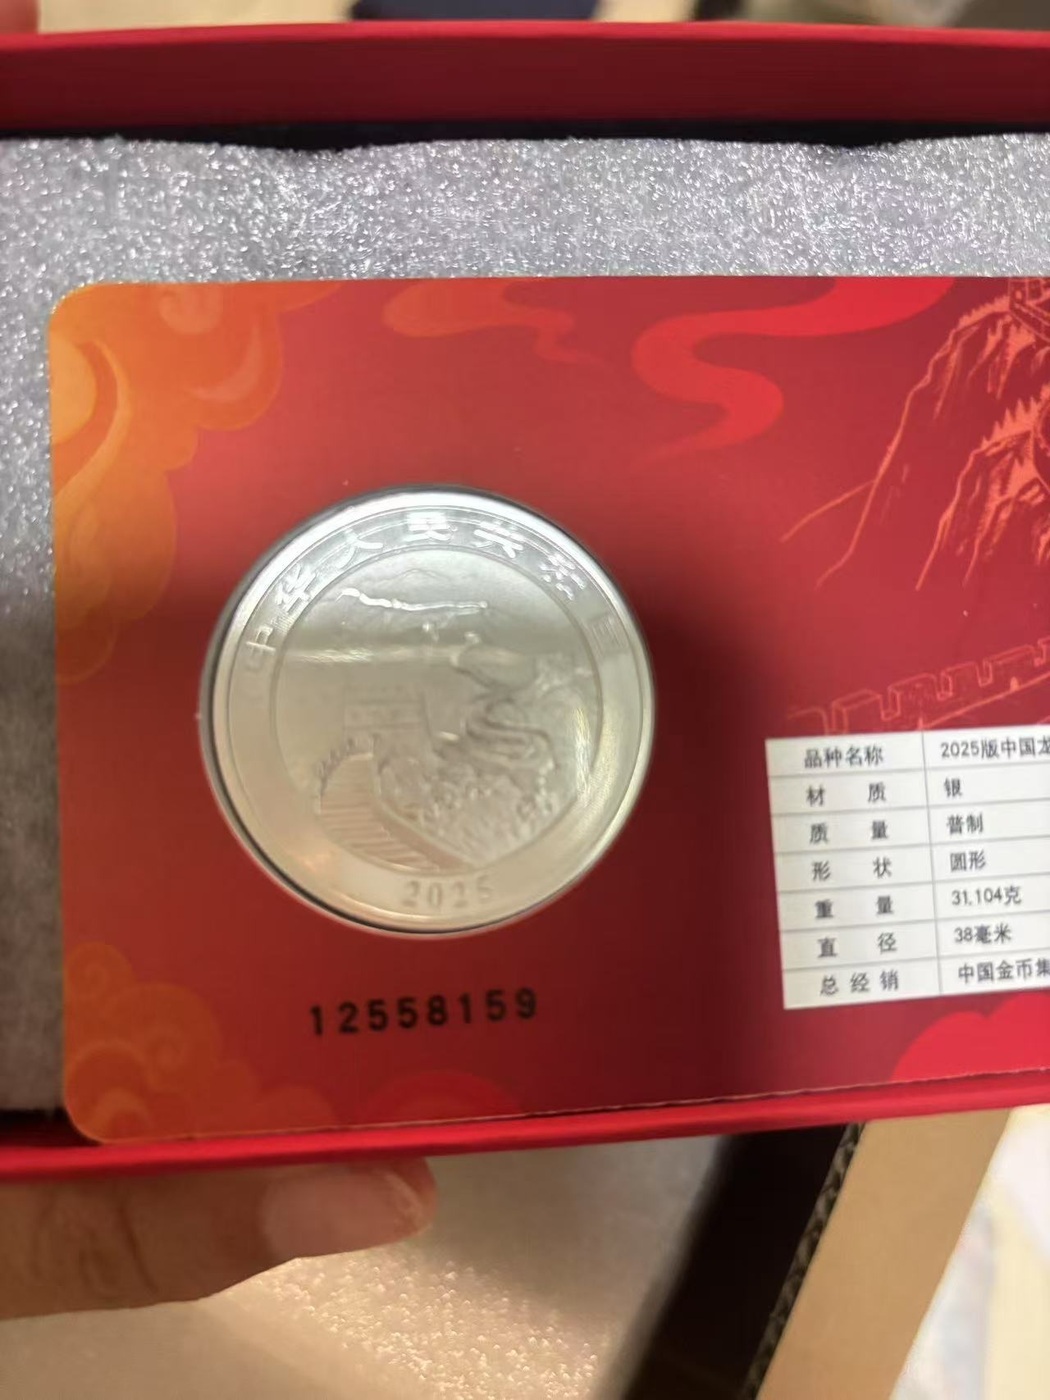 中华人民共和国
2025
12558159
品种名称 2025版中国龙
材质 银
质量 普制
形状 圆形
重量 31.104克
直径 38毫米
总经销 中国金币集